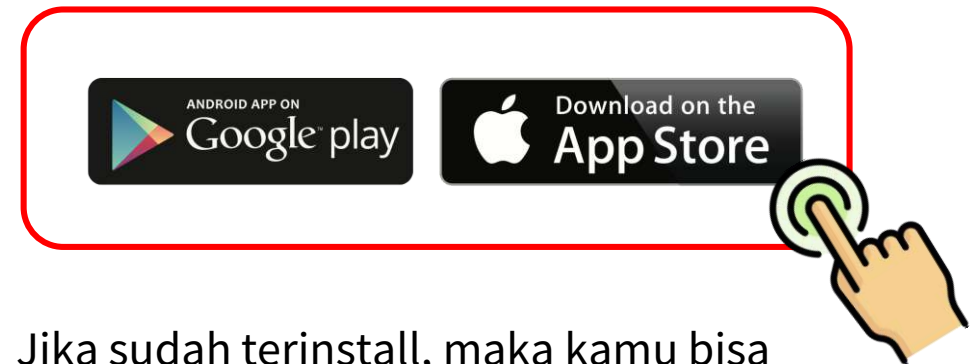 ANDROID APP ON
Google play
Download on the
App Store
Jika sudah terinstall, maka kamu bisa